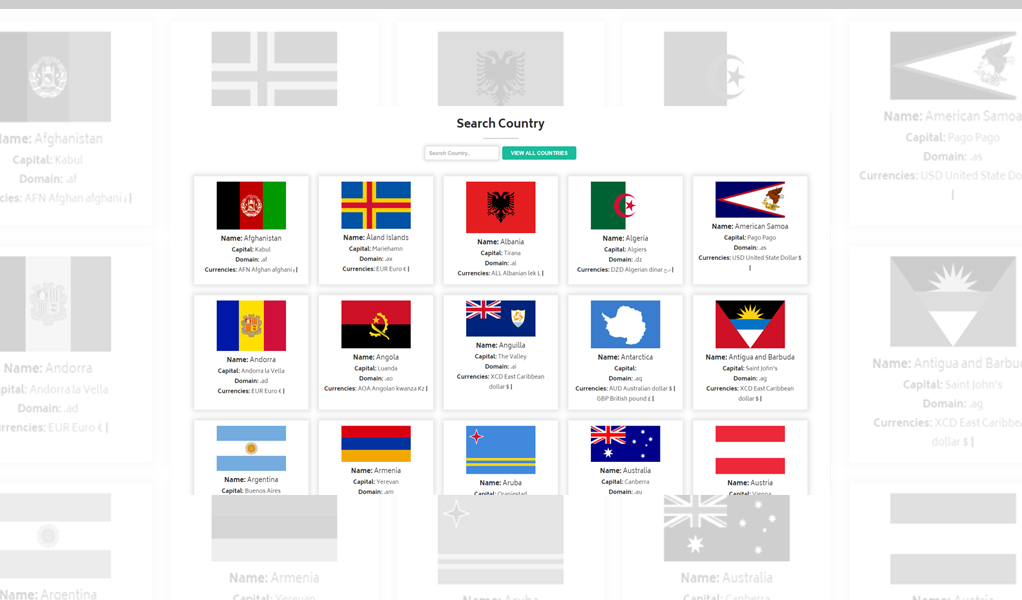 Search Country
Search Country..
VIEW ALL COUNTRIES
Name: Afghanistan
Capital: Kabul
Domain: .af
Currencies: AFN Afghan afghani ؋ |
Name: Åland Islands
Capital: Mariehamn
Domain: .ax
Currencies: EUR Euro € |
Name: Albania
Capital: Tirana
Domain: .al
Currencies: ALL Albanian lek L |
Name: Algeria
Capital: Algiers
Domain: .dz
Currencies: DZD Algerian dinar د.ج |
Name: American Samoa
Capital: Pago Pago
Domain: .as
Currencies: USD United State Dollar $
|
Name: Andorra
Capital: Andorra la Vella
Domain: .ad
Currencies: EUR Euro € |
Name: Angola
Capital: Luanda
Domain: .ao
Currencies: AOA Angolan kwanza Kz |
Name: Anguilla
Capital: The Valley
Domain: .ai
Currencies: XCD East Caribbean
dollar $ |
Name: Antarctica
Capital:
Domain: .aq
Currencies: AUD Australian dollar $ |
GBP British pound £ |
Name: Antigua and Barbuda
Capital: Saint John's
Domain: .ag
Currencies: XCD East Caribbean
dollar $ |
Name: Argentina
Capital: Buenos Aires
Name: Armenia
Capital: Yerevan
Domain: .am
Name: Aruba
Capital: Oranjestad
Name: Australia
Capital: Canberra
Domain: .au
Name: Austria
Capital: Vienna
ame: Afghanistan
Capital: Kabul
Domain: .af
cies: AFN Afghan afghani ؋ |
Name: American Samoa
Capital: Pago Pago
Domain: .as
Currencies: USD United State Do
|
Name: Andorra
pital: Andorra la Vella
Domain: .ad
rrencies: EUR Euro € |
Name: Antigua and Barbu
Capital: Saint John's
Domain: .ag
Currencies: XCD East Caribbe
dollar $ |
Name: Argentina
Name: Armenia
Capital: Yerevan
Name: Aruba
Name: Australia
Capital: Canberra
Name: Austria